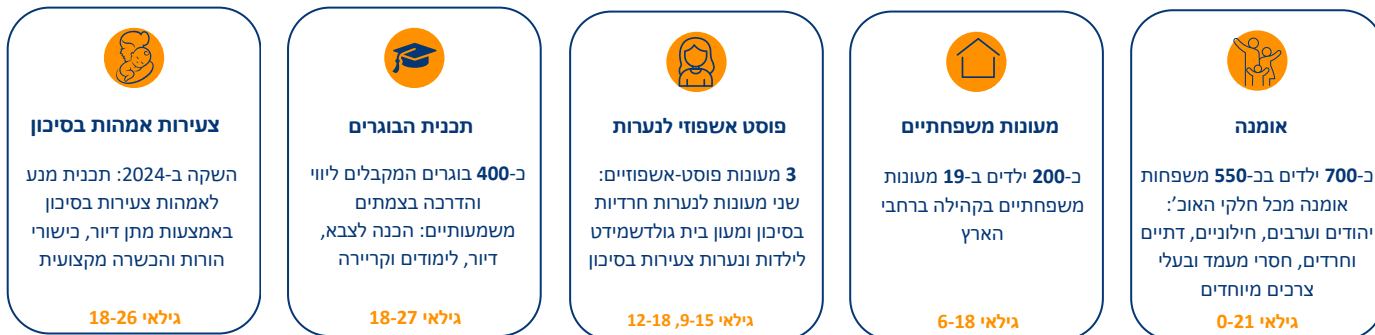 אומנה
כ-700 ילדים בכ-550 משפחות
אומנה מכל חלקי האוכ':
יהודים וערבים, חילוניים, דתיים
וחרדים, חסרי מעמד ובעלי
צרכים מיוחדים
גילאי 0-21
מעונות משפחתיים
כ-200 ילדים ב-19 מעונות
משפחתיים בקהילה ברחבי
הארץ
גילאי 6-18
פוסט אשפוזי לנערות
3 מעונות פוסט-אשפוזיים:
שני מעונות לנערות חרדיות
בסיכון ומעון בית גולדשמידט
לילדות ונערות צעירות בסיכון
גילאי 9-15, 12-18
תכנית הבוגרים
כ-400 בוגרים המקבלים ליווי
והדרכה בצמתים
משמעותיים: הכנה לצבא,
דיור, לימודים וקריירה
גילאי 18-27
צעירות אמהות בסיכון
השקה ב-2024: תכנית מנע
לאמהות צעירות בסיכון
באמצעות מתן דיור, כישורי
הורות והכשרה מקצועית
גילאי 18-26